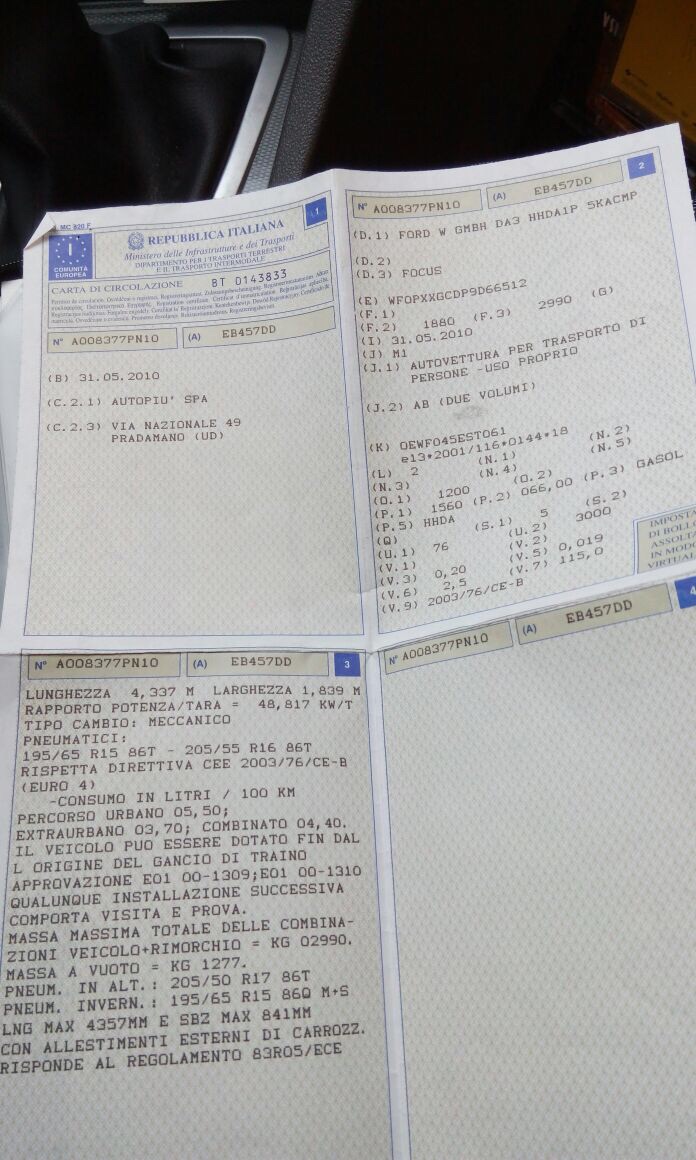 MC 820 F
1
COMUNITÀ
EUROPEA
REPUBBLICA ITALIANA
Ministero delle Infrastrutture e dei Trasporti
DIPARTIMENTO PER I TRASPORTI TERRESTRI
E IL TRASPORTO INTERMODALE
CARTA DI CIRCOLAZIONE BT 0143833
N° A008377PN10 (A) EB457DD
(B) 31.05.2010
(C.2.1) AUTOPIU' SPA
(C.2.3) VIA NAZIONALE 49
PRADAMANO (UD)
2
N° A008377PN10 (A) EB457DD
(D.1) FORD W GMBH DA3 HHDA1P 5KACMP
(D.2)
(D.3) FOCUS
(E) WF0PXXGCDP9D66512
(F.1)
(F.2) 1880 (F.3) 2990 (G)
(I) 31.05.2010
(J) M1
(J.1) AUTOVETTURA PER TRASPORTO DI
PERSONE -USO PROPRIO
(J.2) AB (DUE VOLUMI)
(K) OEWF045EST061
e13*2001/116*0144*18
(L) 2 (N.1) (N.2)
(N.3) (N.4) (N.5)
(O.1) 1200 (O.2)
(P.1) 1560 (P.2) 066,00 (P.3) GASOL
(P.5) HHDA
(Q) (S.1) 5 (S.2)
(U.1) 76 (U.2) 3000
(V.1) (V.2)
(V.3) 0,20 (V.5) 0,019
(V.6) 2,5 (V.7) 115,0
(V.9) 2003/76/CE-B
IMPOSTA
DI BOLLO
ASSOLTA
IN MODO
VIRTUALE
N° A008377PN10 (A) EB457DD 3
LUNGHEZZA 4,337 M LARGHEZZA 1,839 M
RAPPORTO POTENZA/TARA = 48,817 KW/T
TIPO CAMBIO: MECCANICO
PNEUMATICI:
195/65 R15 86T - 205/55 R16 86T
RISPETTA DIRETTIVA CEE 2003/76/CE-B
(EURO 4)
-CONSUMO IN LITRI / 100 KM
PERCORSO URBANO 05,50;
EXTRAURBANO 03,70; COMBINATO 04,40.
IL VEICOLO PUO ESSERE DOTATO FIN DAL
L ORIGINE DEL GANCIO DI TRAINO
APPROVAZIONE E01 00-1309;E01 00-1310
QUALUNQUE INSTALLAZIONE SUCCESSIVA
COMPORTA VISITA E PROVA.
MASSA MASSIMA TOTALE DELLE COMBINA-
ZIONI VEICOLO+RIMORCHIO = KG 02990.
MASSA A VUOTO = KG 1277.
PNEUM. IN ALT.: 205/50 R17 86T
PNEUM. INVERN.: 195/65 R15 86Q M+S
LNG MAX 4357MM E SBZ MAX 841MM
CON ALLESTIMENTI ESTERNI DI CARROZZ.
RISPONDE AL REGOLAMENTO 83R05/ECE
N° A008377PN10 (A) EB457DD 4